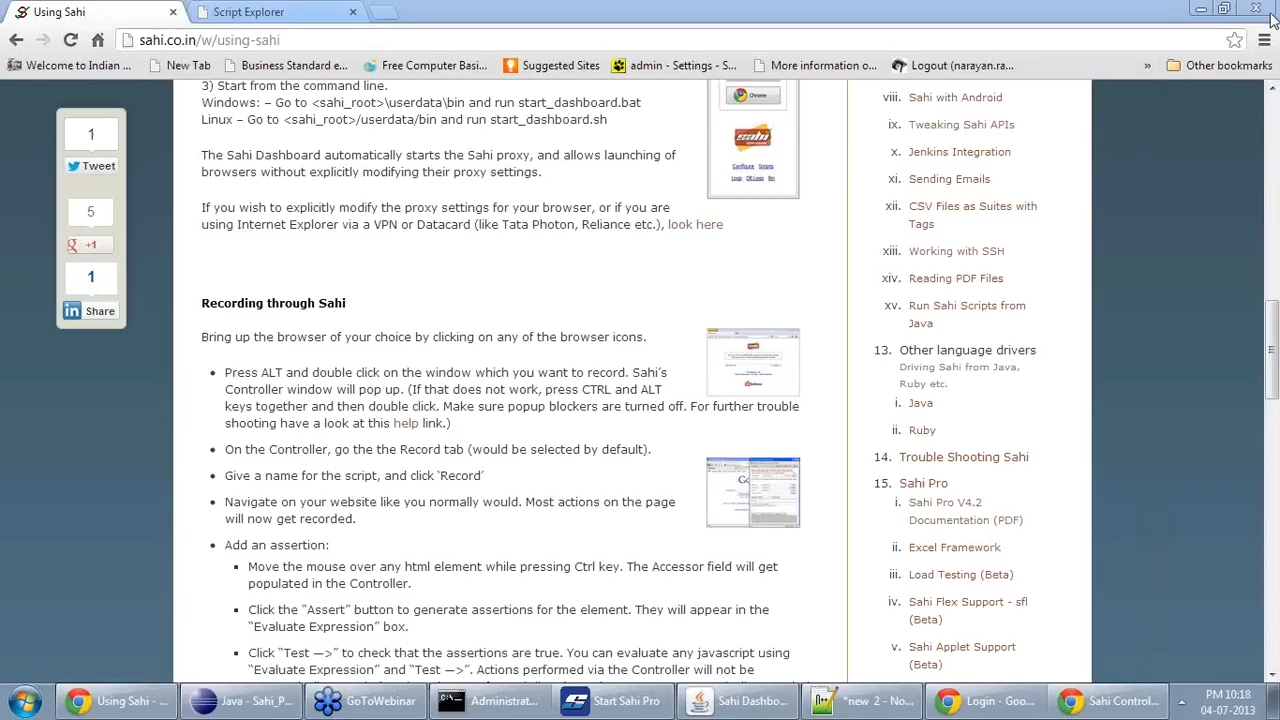 Using Sahi
Script Explorer
sahi.co.in/w/using-sahi
Welcome to Indian ...
New Tab
Business Standard e...
Free Computer Basi...
Suggested Sites
admin - Settings - S...
More information o...
Logout (narayan.ra...
»
Other bookmarks
1
Tweet
5
+1
1
Share
3) Start from the command line.
Windows: – Go to <sahi_root>\userdata\bin and run start_dashboard.bat
Linux – Go to <sahi_root>/userdata/bin and run start_dashboard.sh
The Sahi Dashboard automatically starts the Sahi proxy, and allows launching of
browsers without explicitly modifying their proxy settings.
If you wish to explicitly modify the proxy settings for your browser, or if you are
using Internet Explorer via a VPN or Datacard (like Tata Photon, Reliance etc.), look here
Chrome
sahi
Configure Scripts
Logs DB Logs Bin
Recording through Sahi
Bring up the browser of your choice by clicking on any of the browser icons.
• Press ALT and double click on the window which you want to record. Sahi's
Controller window will pop up. (If that does not work, press CTRL and ALT
keys together and then double click. Make sure popup blockers are turned off. For further trouble
shooting have a look at this help link.)
• On the Controller, go the the Record tab (would be selected by default).
• Give a name for the script, and click 'Record'
• Navigate on your website like you normally would. Most actions on the page
will now get recorded.
• Add an assertion:
Move the mouse over any html element while pressing Ctrl key. The Accessor field will get
populated in the Controller.
Click the “Assert” button to generate assertions for the element. They will appear in the
“Evaluate Expression” box.
Click “Test —>” to check that the assertions are true. You can evaluate any javascript using
“Evaluate Expression” and “Test —>”. Actions performed via the Controller will not be
viii. Sahi with Android
ix. Tweaking Sahi APIs
x. Jenkins Integration
xi. Sending Emails
xii. CSV Files as Suites with
Tags
xiii. Working with SSH
xiv. Reading PDF Files
xv. Run Sahi Scripts from
Java
13. Other language drivers
Driving Sahi from Java,
Ruby etc.
i. Java
ii. Ruby
14. Trouble Shooting Sahi
15. Sahi Pro
i. Sahi Pro V4.2
Documentation (PDF)
ii. Excel Framework
iii. Load Testing (Beta)
iv. Sahi Flex Support - sfl
(Beta)
v. Sahi Applet Support
(Beta)
Using Sahi - ...
Java - Sahi_P...
GoToWebinar
Administrat...
Start Sahi Pro
Sahi Dashbo...
*new 2 - No...
Login - Goo...
Sahi Control...
PM 10:18
04-07-2013